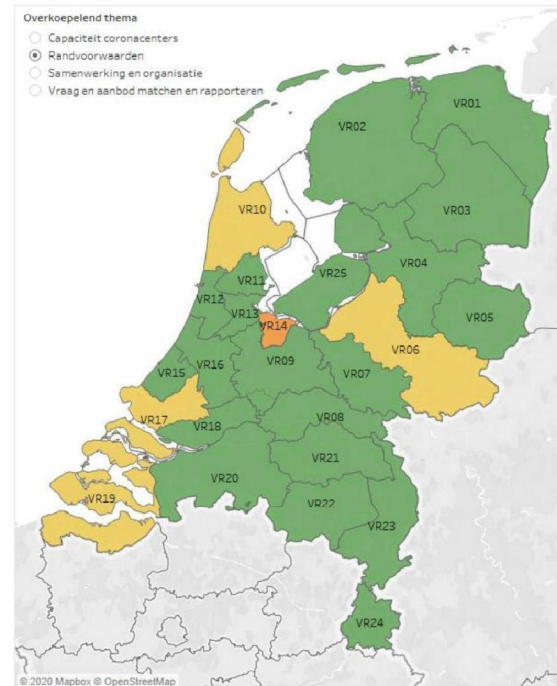 Overkoepelend thema
Capaciteit coronacenters
Randvoorwaarden
Samenwerking en organisatie
Vraag en aanbod matchen en rapporteren
VR01
VR02
VR03
VR10
VR04
VR25
VR11
VR12
VR13
VR05
VR14
VR06
VR09
VR16
VR15
VR07
VR17
VR08
VR18
VR21
VR20
VR19
VR22
VR23
VR24
© 2020 Mapbox © OpenStreetMap